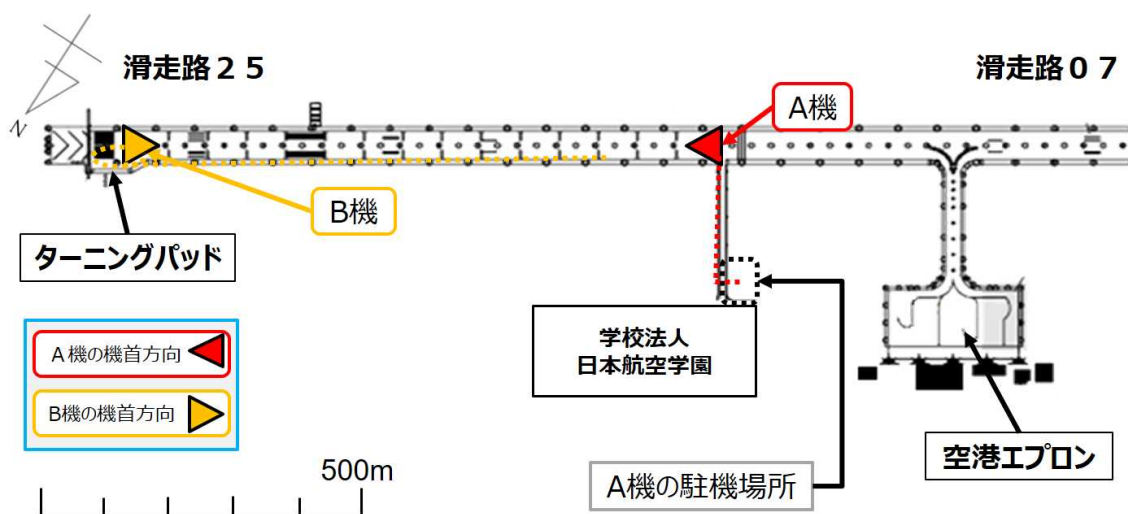 滑走路25
滑走路07
N
A機
B機
ターニングパッド
学校法人
日本航空学園
A機の機首方向
B機の機首方向
空港エプロン
500m
A機の駐機場所